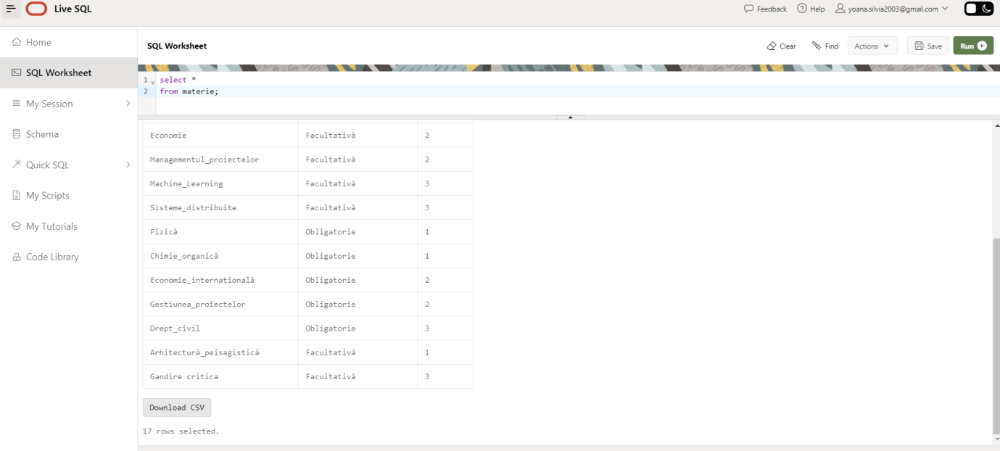 Live SQL
Feedback Help yoana.silvia2003@gmail.com
Home
SQL Worksheet
My Session
Schema
Quick SQL
My Scripts
My Tutorials
Code Library
SQL Worksheet
Clear Find Actions Save Run
1 select *
2 from materie;
Economie Facultativă 2
Managementul_proiectelor Facultativă 2
Machine_Learning Facultativă 3
Sisteme_distribuite Facultativă 3
Fizică Obligatorie 1
Chimie_organică Obligatorie 1
Economie_internațională Obligatorie 2
Gestiunea_proiectelor Obligatorie 2
Drept_civil Obligatorie 3
Arhitectură_peisagistică Facultativă 1
Gandire critica Facultativă 3
Download CSV
17 rows selected.